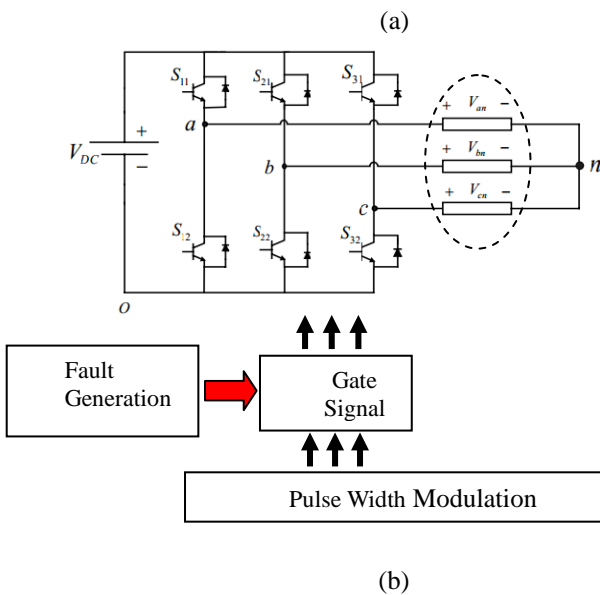 (a)
S11 S21 S31
+ Van −
a
+
VDC
−
+ Vbn −
b
n
+ Vcn −
c
S12 S22 S32
o
Fault
Generation
Gate
Signal
Pulse Width Modulation
(b)